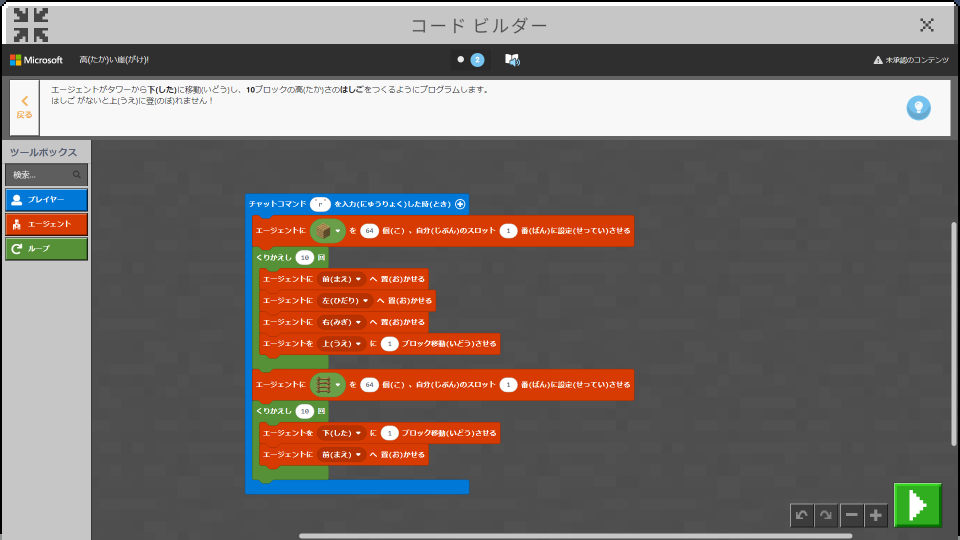 コード ビルダー
Microsoft 高(たか)い崖(がけ)! 2 未承認のコンテンツ
エージェントがタワーから下(した)に移動(いどう)し、10ブロックの高(たか)さのはしごをつくるようにプログラムします。
はしご がないと上(うえ)に登(のぼ)れません！
戻る
ツールボックス
検索...
プレイヤー
エージェント
ループ
チャットコマンド "r" を入力(にゅうりょく)した時(とき)
エージェントに を 64 個(こ) 、自分(じぶん)のスロット 1 番(ばん)に設定(せってい)させる
くりかえし 10 回
エージェントに 前(まえ) へ 置(お)かせる
エージェントに 左(ひだり) へ 置(お)かせる
エージェントに 右(みぎ) へ 置(お)かせる
エージェントを 上(うえ) に 1 ブロック移動(いどう)させる
エージェントに を 64 個(こ) 、自分(じぶん)のスロット 1 番(ばん)に設定(せってい)させる
くりかえし 10 回
エージェントを 下(した) に 1 ブロック移動(いどう)させる
エージェントに 前(まえ) へ 置(お)かせる